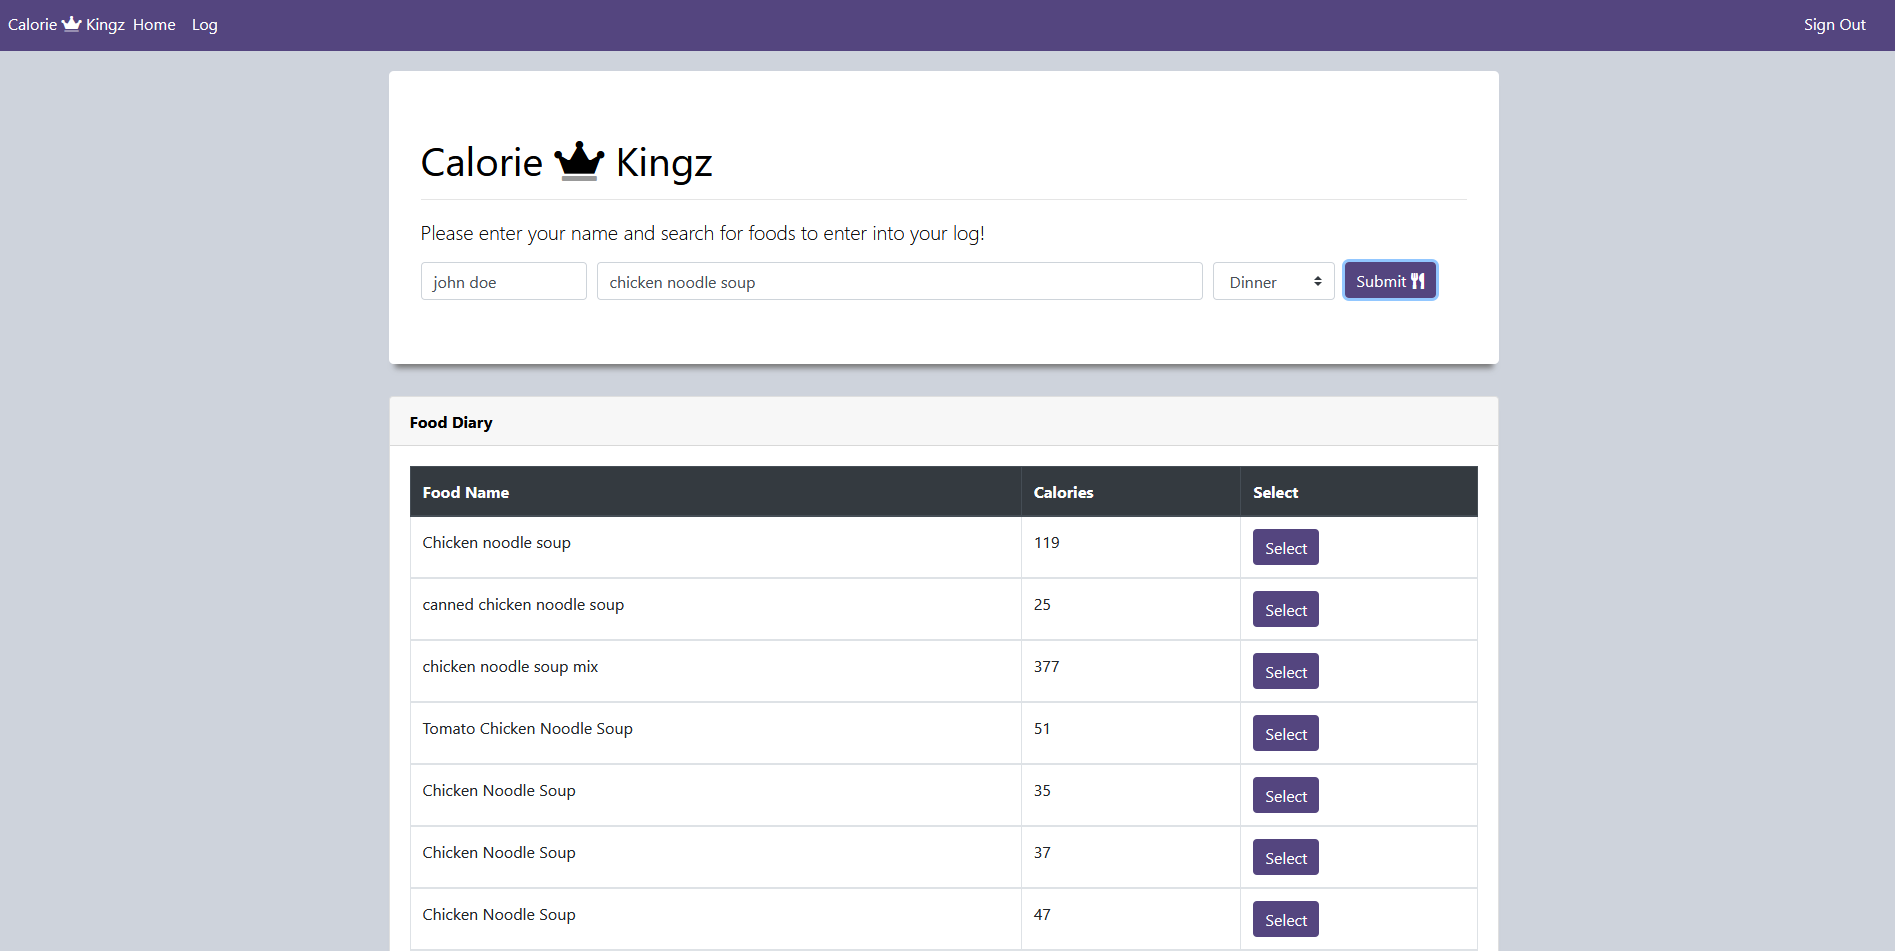 Calorie Kingz Home Log Sign Out
Calorie Kingz
Please enter your name and search for foods to enter into your log!
john doe chicken noodle soup Dinner Submit
Food Diary
Food Name Calories Select
Chicken noodle soup 119 Select
canned chicken noodle soup 25 Select
chicken noodle soup mix 377 Select
Tomato Chicken Noodle Soup 51 Select
Chicken Noodle Soup 35 Select
Chicken Noodle Soup 37 Select
Chicken Noodle Soup 47 Select